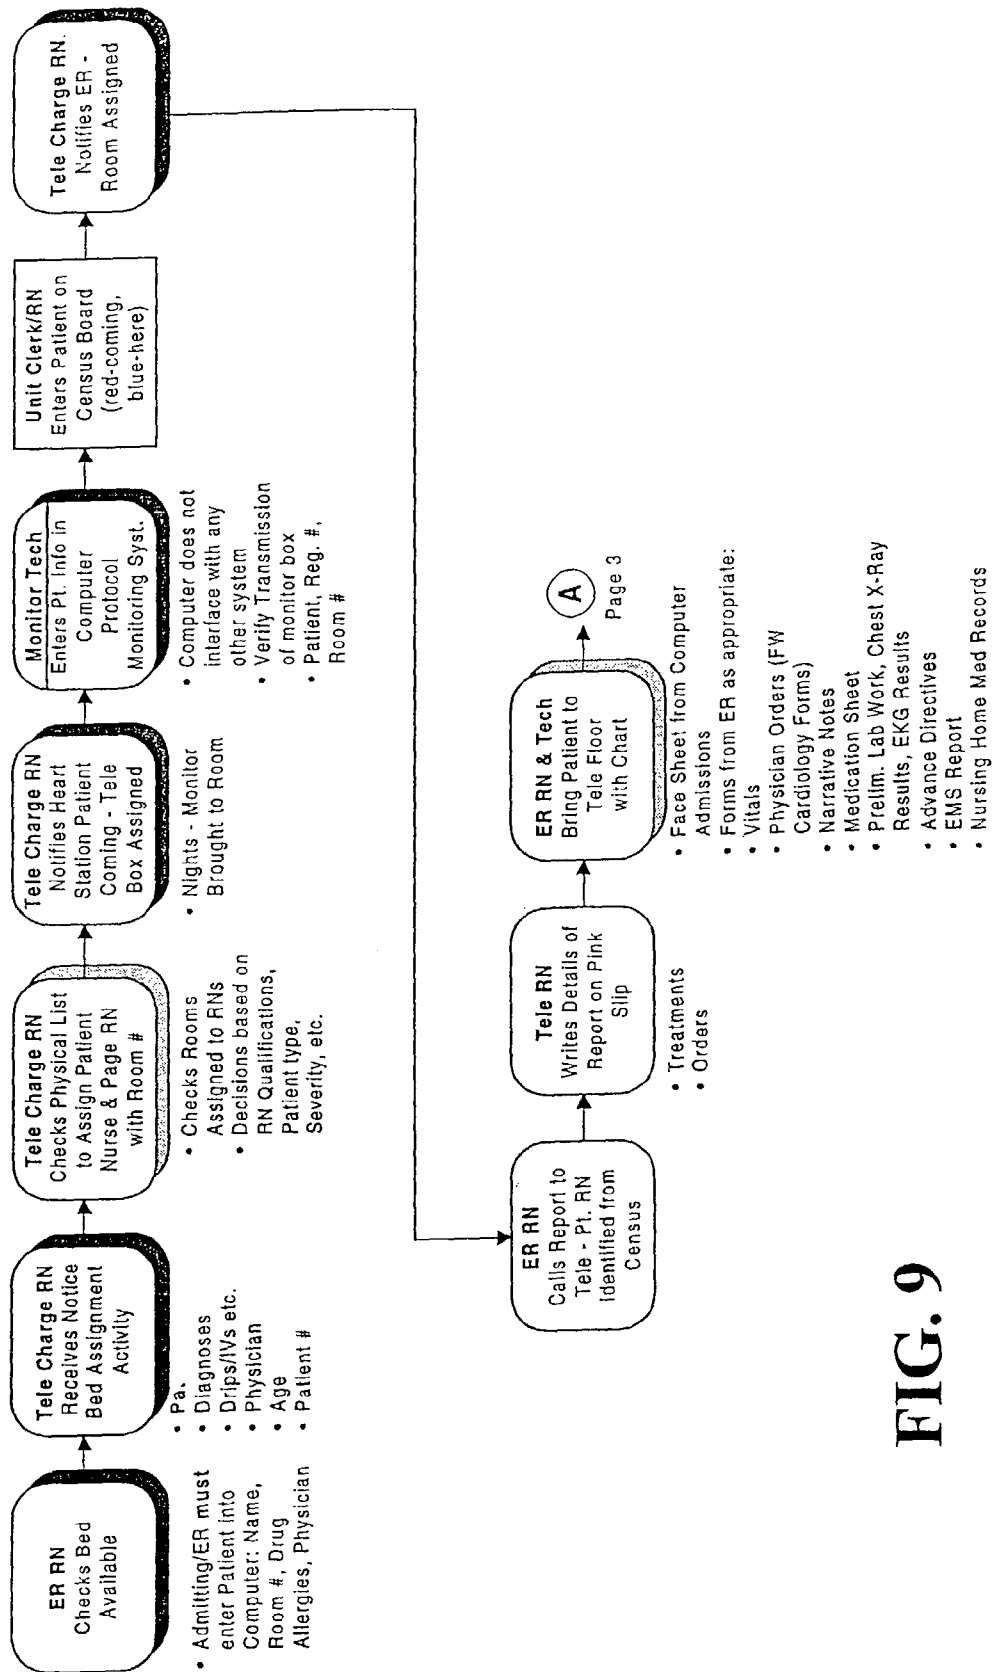 ER RN
Checks Bed
Available
• Admitting/ER must
enter Patient into
Computer: Name,
Room #, Drug
Allergies, Physician
Tele Charge RN
Receives Notice
Bed Assignment
Activity
• Pa.
• Diagnoses
• Drips/IVs etc.
• Physician
• Age
• Patient #
Tele Charge RN
Checks Physical List
to Assign Patient
Nurse & Page RN
with Room #
• Checks Rooms
Assigned to RNs
• Decisions based on
RN Qualifications,
Patient type,
Severity, etc.
Tele Charge RN
Notifies Heart
Station Patient
Coming - Tele
Box Assigned
• Nights - Monitor
Brought to Room
Monitor Tech
Enters Pt. Info in
Computer
Protocol
Monitoring Syst.
• Computer does not
interface with any
other system
• Verify Transmission
of monitor box
• Patient, Reg. #,
Room #
Unit Clerk/RN
Enters Patient on
Census Board
(red-coming,
blue-here)
Tele Charge RN.
Notifies ER -
Room Assigned
ER RN
Calls Report to
Tele - Pt. RN
Identified from
Census
Tele RN
Writes Details of
Report on Pink
Slip
• Treatments
• Orders
ER RN & Tech
Bring Patient to
Tele Floor
with Chart
• Face Sheet from Computer
Admissions
• Forms from ER as appropriate:
• Vitals
• Physician Orders (FW
Cardiology Forms)
• Narrative Notes
• Medication Sheet
• Prelim. Lab Work, Chest X-Ray
Results, EKG Results
• Advance Directives
• EMS Report
• Nursing Home Med Records
A
Page 3
FIG. 9